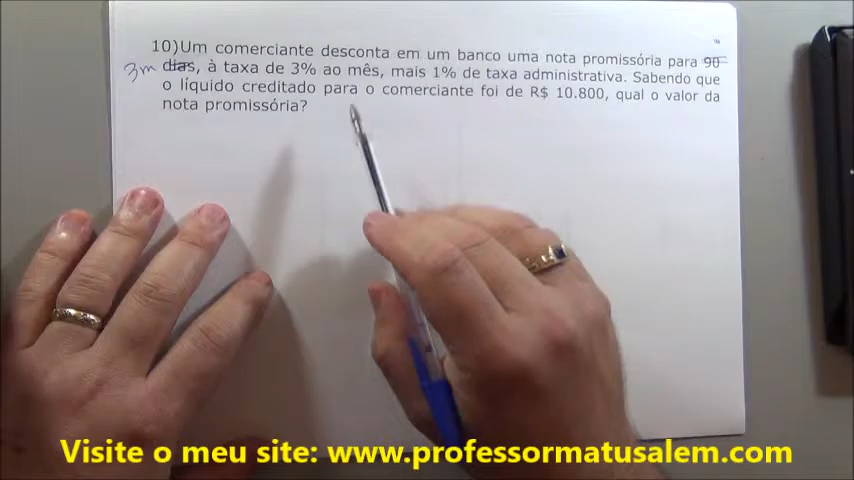 10)Um comerciante desconta em um banco uma nota promissória para 90
3m dias, à taxa de 3% ao mês, mais 1% de taxa administrativa. Sabendo que
o líquido creditado para o comerciante foi de R$ 10.800, qual o valor da
nota promissória?
Visite o meu site: www.professormatusalem.com